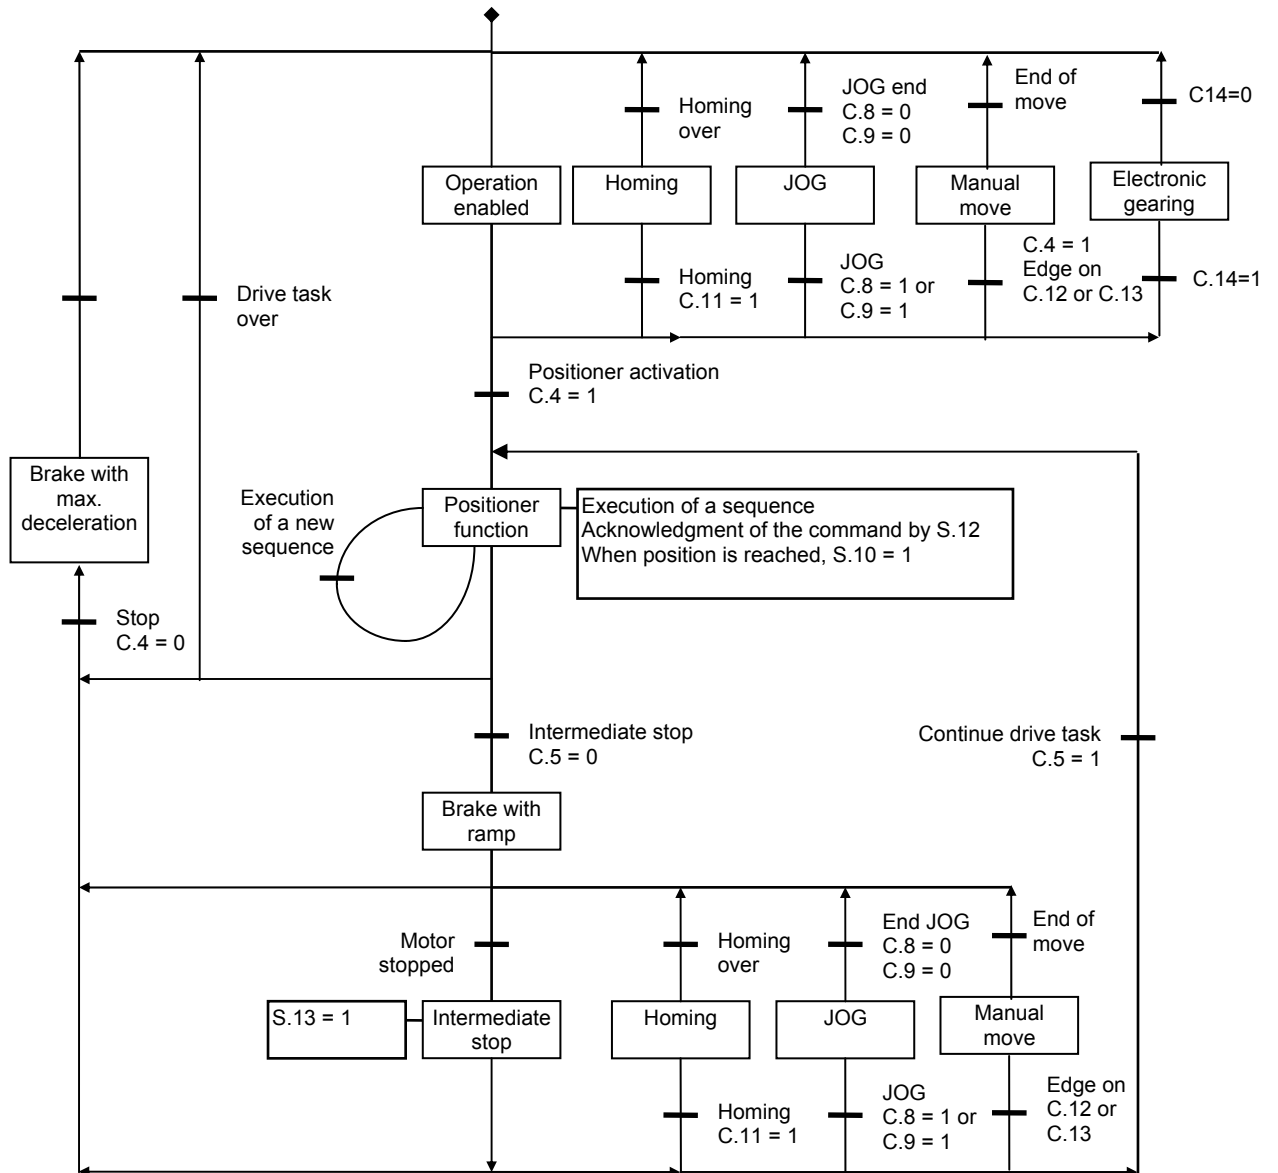 Homing
over
JOG end
C.8 = 0
C.9 = 0
End of
move
C14=0
Operation
enabled
Homing
JOG
Manual
move
Electronic
gearing
Drive task
over
Homing
C.11 = 1
JOG
C.8 = 1 or
C.9 = 1
C.4 = 1
Edge on
C.12 or C.13
C.14=1
Positioner activation
C.4 = 1
Brake with
max.
deceleration
Execution
of a new
sequence
Positioner
function
Execution of a sequence
Acknowledgment of the command by S.12
When position is reached, S.10 = 1
Stop
C.4 = 0
Intermediate stop
C.5 = 0
Continue drive task
C.5 = 1
Brake with
ramp
Motor
stopped
Homing
over
End JOG
C.8 = 0
C.9 = 0
End of
move
S.13 = 1
Intermediate
stop
Homing
JOG
Manual
move
Homing
C.11 = 1
JOG
C.8 = 1 or
C.9 = 1
Edge on
C.12 or
C.13